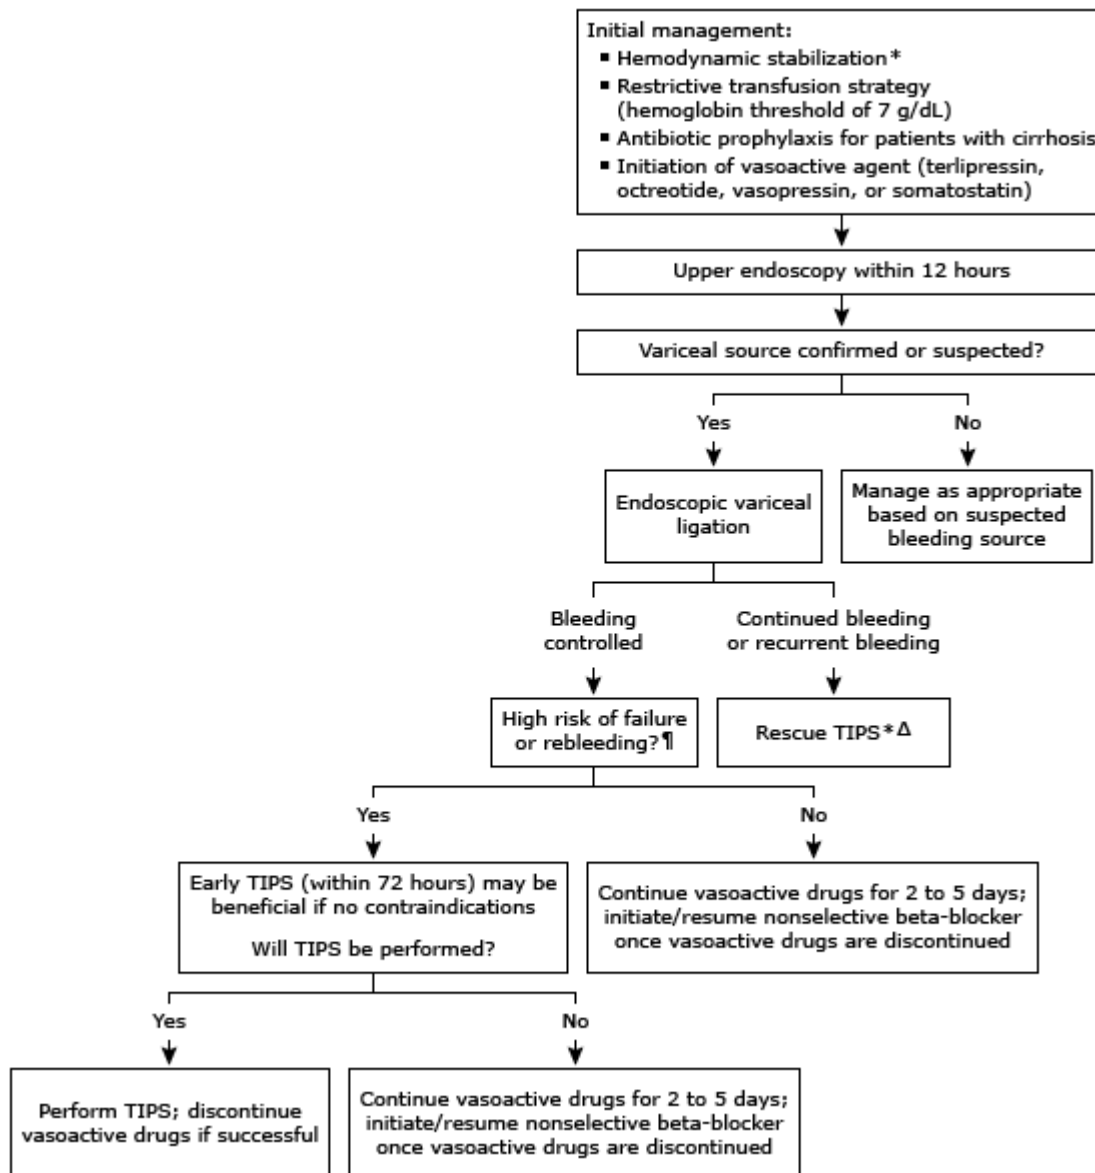 Initial management:
▪ Hemodynamic stabilization*
▪ Restrictive transfusion strategy
(hemoglobin threshold of 7 g/dL)
▪ Antibiotic prophylaxis for patients with cirrhosis
▪ Initiation of vasoactive agent (terlipressin,
octreotide, vasopressin, or somatostatin)
Upper endoscopy within 12 hours
Variceal source confirmed or suspected?
Yes
No
Endoscopic variceal
ligation
Manage as appropriate
based on suspected
bleeding source
Bleeding
controlled
Continued bleeding
or recurrent bleeding
High risk of failure
or rebleeding?¶
Rescue TIPS*Δ
Yes
No
Early TIPS (within 72 hours) may be
beneficial if no contraindications
Will TIPS be performed?
Continue vasoactive drugs for 2 to 5 days;
initiate/resume nonselective beta-blocker
once vasoactive drugs are discontinued
Yes
No
Perform TIPS; discontinue
vasoactive drugs if successful
Continue vasoactive drugs for 2 to 5 days;
initiate/resume nonselective beta-blocker
once vasoactive drugs are discontinued